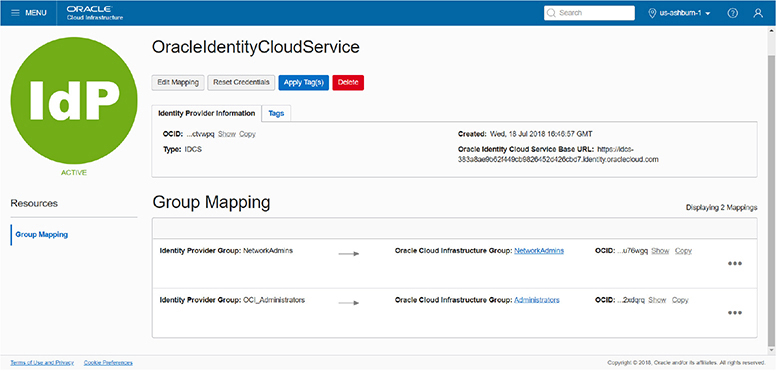 MENU
ORACLE
Cloud Infrastructure
Search
us-ashburn-1
OracleIdentityCloudService
IdP
ACTIVE
Edit Mapping Reset Credentials Apply Tag(s) Delete
Identity Provider Information Tags
OCID: ...ctvwpq Show Copy Created: Wed, 18 Jul 2018 16:46:57 GMT
Type: IDCS Oracle Identity Cloud Service Base URL: https://idcs-
.identity.oraclecloud.com
Resources
Group Mapping
Group Mapping
Displaying 2 Mappings
Identity Provider Group: NetworkAdmins Oracle Cloud Infrastructure Group: NetworkAdmins OCID: ...u76wgq Show Copy
Identity Provider Group: OCI_Administrators Oracle Cloud Infrastructure Group: Administrators OCID: ...2xdqrq Show Copy
Terms of Use and Privacy Cookie Preferences Copyright © 2018, Oracle and/or its affiliates. All rights reserved.